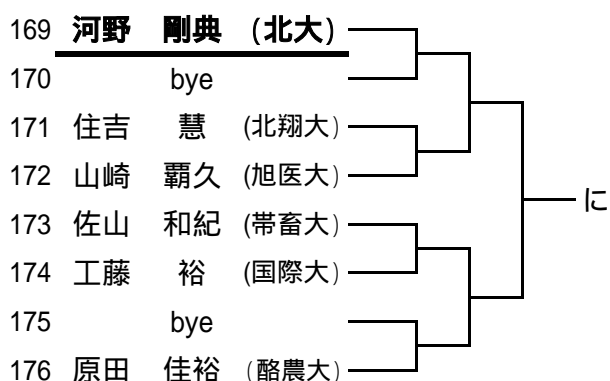 169 河野 剛典 (北大)
170 bye
171 住吉 慧 (北翔大)
172 山崎 覇久 (旭医大)
173 佐山 和紀 (帯畜大)
174 工藤 裕 (国際大)
175 bye
176 原田 佳裕 (酪農大)
に